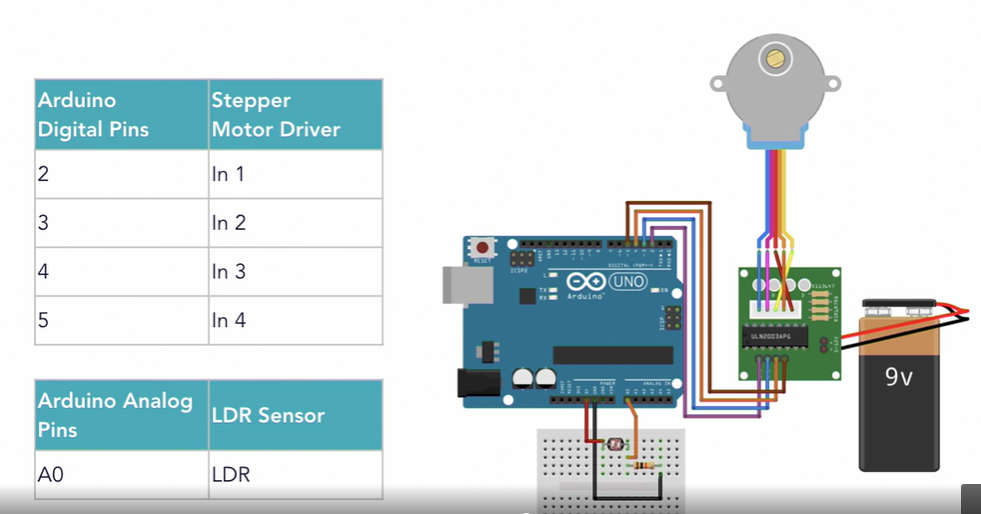 Arduino Stepper
Digital Pins Motor Driver
2 In 1
3 In 2
4 In 3
5 In 4
Arduino Analog
Pins
LDR Sensor
A0 LDR
RESET
ICSP2
L
TX
RX
Arduino
UNO
ON
DIGITAL (PWM~)
ICSP
POWER
ANALOG IN
ULN2003APG
9v